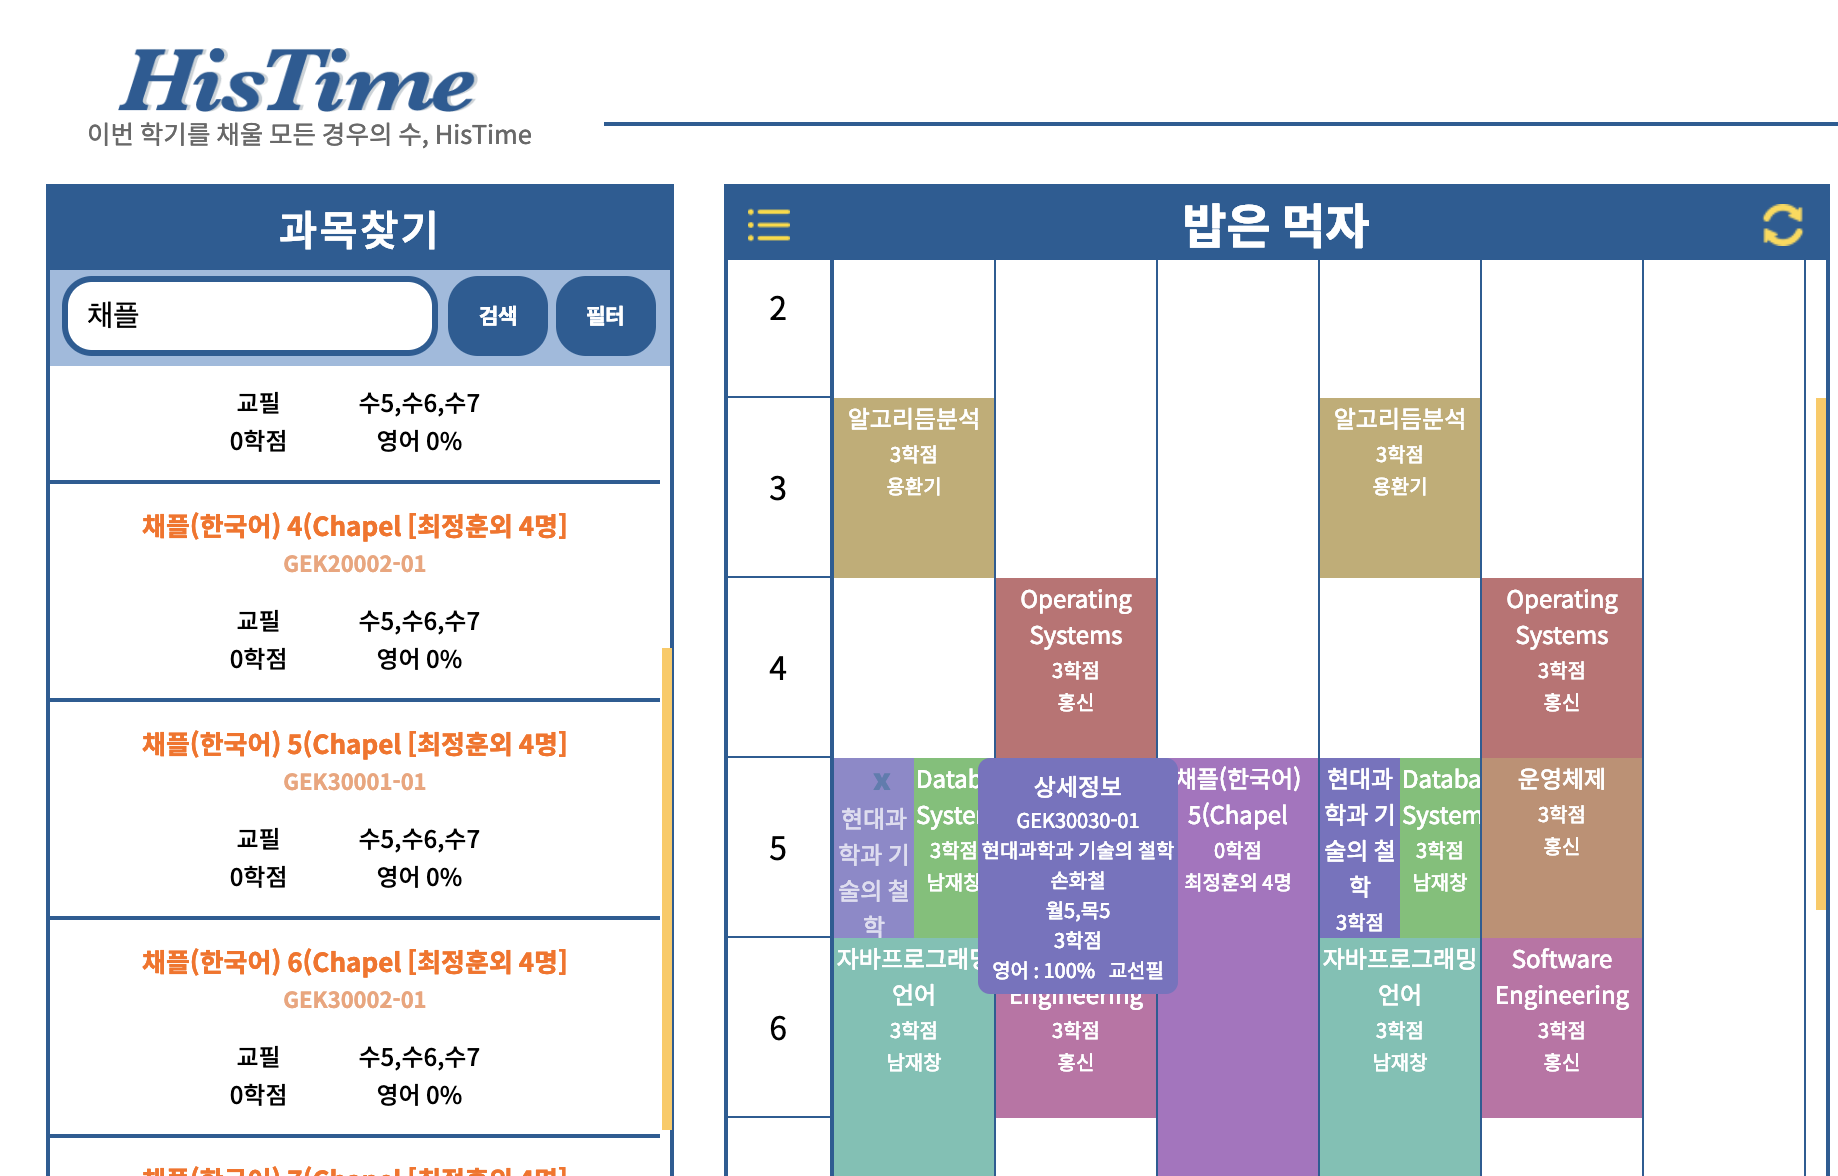 HisTime
이번 학기를 채울 모든 경우의 수, HisTime
과목찾기
채플
검색
필터
교필 수5,수6,수7
0학점 영어 0%
채플(한국어) 4(Chapel [최정훈외 4명]
GEK20002-01
교필 수5,수6,수7
0학점 영어 0%
채플(한국어) 5(Chapel [최정훈외 4명]
GEK30001-01
교필 수5,수6,수7
0학점 영어 0%
채플(한국어) 6(Chapel [최정훈외 4명]
GEK30002-01
교필 수5,수6,수7
0학점 영어 0%
채플(한국어) 7(Chapel [최정훈외 4명]
밥은 먹자
2
3
알고리듬분석
3학점
용환기
알고리듬분석
3학점
용환기
4
Operating
Systems
3학점
홍신
Operating
Systems
3학점
홍신
5
x
현대과
학과 기
술의 철
학
Datab
Syster
3학점
남재창
상세정보
GEK30030-01
현대과학과 기술의 철학
손화철
월5,목5
3학점
영어 : 100% 교선필
채플(한국어)
5(Chapel
0학점
최정훈외 4명
현대과
학과 기
술의 철
학
3학점
Databa
System
3학점
남재창
운영체제
3학점
홍신
6
자바프로그래밍
언어
3학점
남재창
Engineering
3학점
홍신
자바프로그래밍
언어
3학점
남재창
Software
Engineering
3학점
홍신